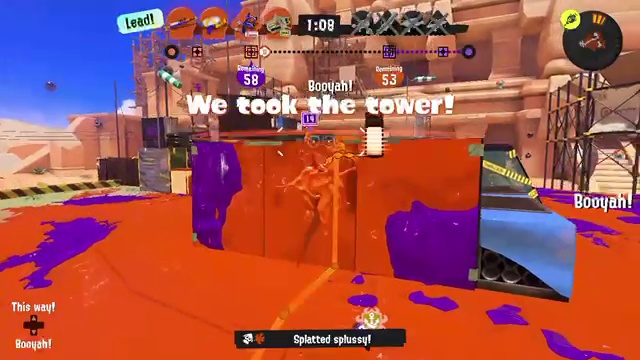 Lead!
1:08
Remaining
58
Remaining
53
Booyah!
We took the tower!
14
Booyah!
This way!
Booyah!
Splatted splussy!